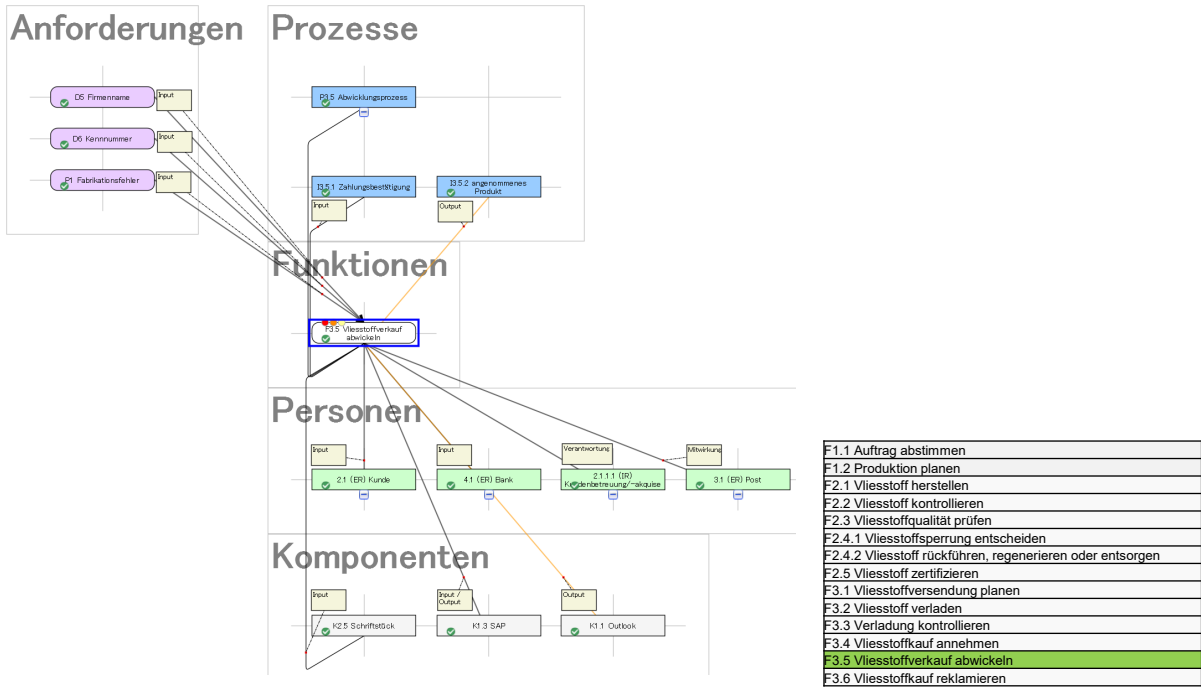 Anforderungen
Prozesse
D5 Firmenname
Input
P3.5 Abwicklungsprozess
D6 Kennnummer
Input
P1 Fabrikationsfehler
Input
I3.5.1 Zahlungsbestätigung
I3.5.2 angenommenes
Produkt
Input
Output
Funktionen
F3.5 Vliesstoffverkauf
abwickeln
Personen
Input
Input
Verantwortung
Mitwirkung
2.1 (ER) Kunde
4.1 (ER) Bank
2.1.1.1 (IR)
Kundenbetreuung/-akquise
3.1 (ER) Post
Komponenten
Input
Input /
Output
Output
K2.5 Schriftstück
K1.3 SAP
K1.1 Outlook
F1.1 Auftrag abstimmen
F1.2 Produktion planen
F2.1 Vliesstoff herstellen
F2.2 Vliesstoff kontrollieren
F2.3 Vliesstoffqualität prüfen
F2.4.1 Vliesstoffsperrung entscheiden
F2.4.2 Vliesstoff rückführen, regenerieren oder entsorgen
F2.5 Vliesstoff zertifizieren
F3.1 Vliesstoffversendung planen
F3.2 Vliesstoff verladen
F3.3 Verladung kontrollieren
F3.4 Vliesstoffkauf annehmen
F3.5 Vliesstoffverkauf abwickeln
F3.6 Vliesstoffkauf reklamieren